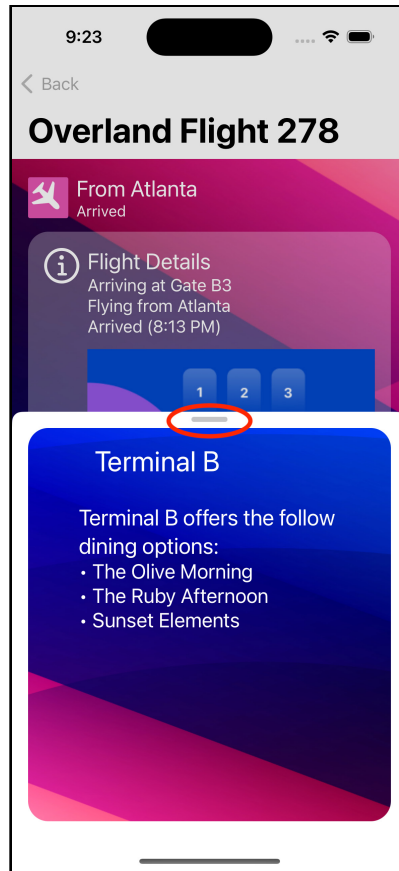 9:23
Back
Overland Flight 278
From Atlanta
Arrived
Flight Details
Arriving at Gate B3
Flying from Atlanta
Arrived (8:13 PM)
1 2 3
Terminal B
Terminal B offers the follow
dining options:
• The Olive Morning
• The Ruby Afternoon
• Sunset Elements